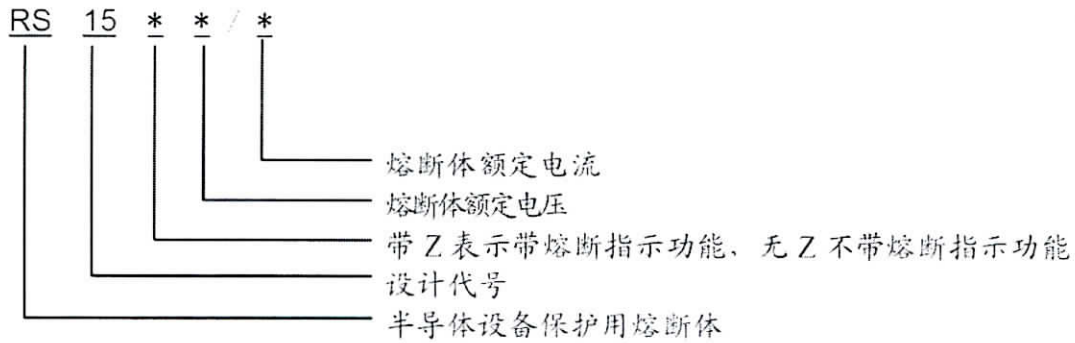 RS 15 * * / *
熔断体额定电流
熔断体额定电压
带 Z 表示带熔断指示功能、无 Z 不带熔断指示功能
设计代号
半导体设备保护用熔断体